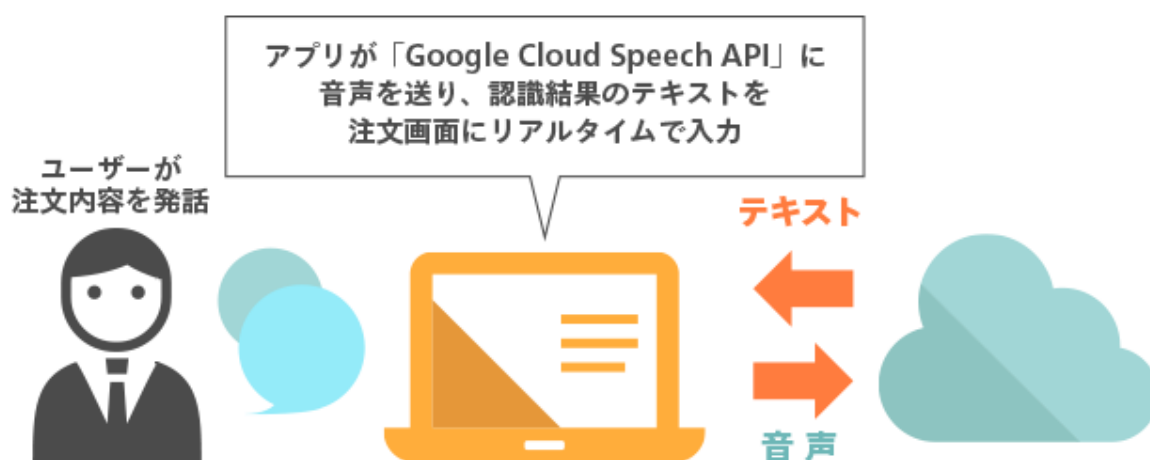 アプリが「Google Cloud Speech API」に
音声を送り、認識結果のテキストを
注文画面にリアルタイムで入力
ユーザーが
注文内容を発話
テキスト
音声